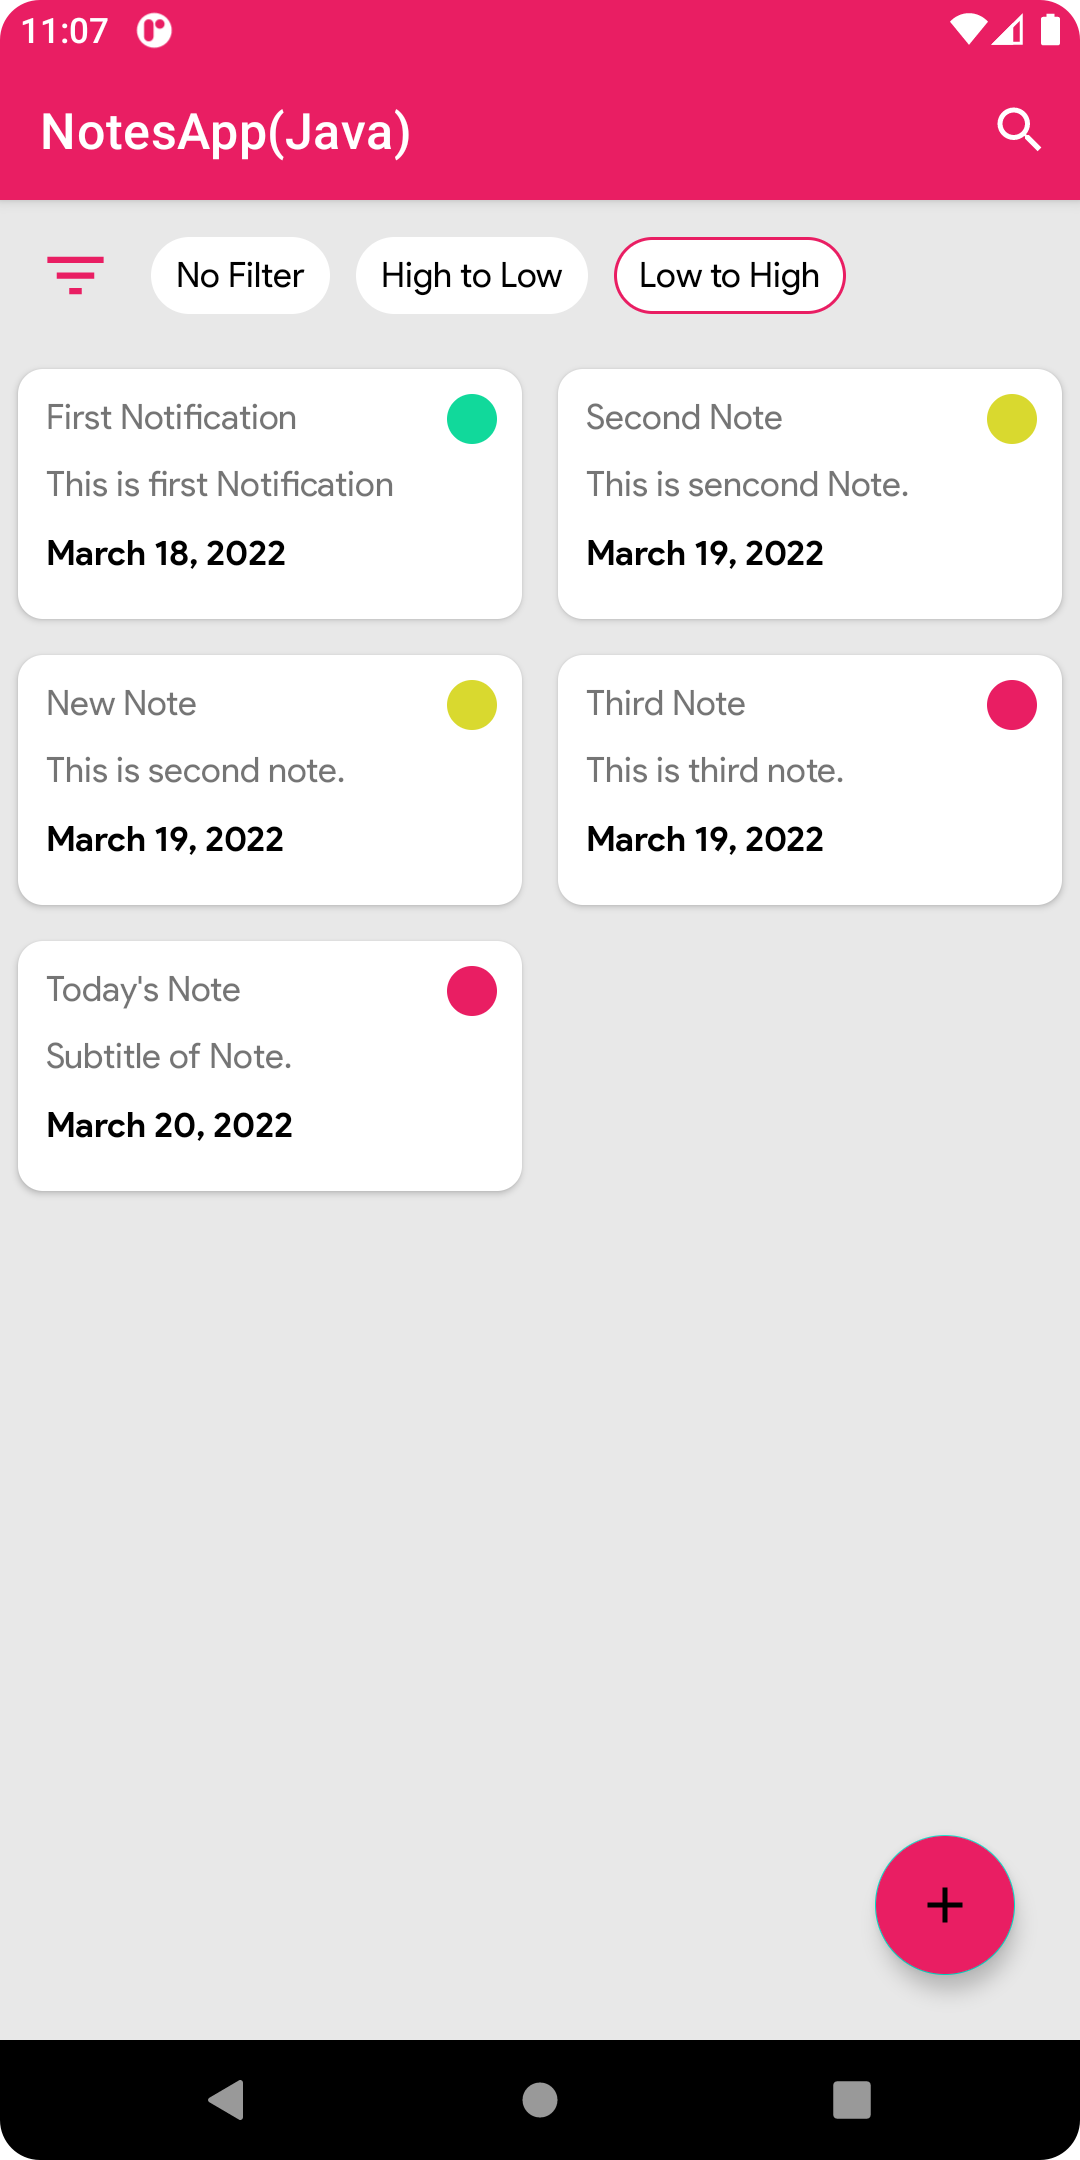 11:07
NotesApp(Java)
No Filter High to Low Low to High
First Notification
This is first Notification
March 18, 2022
Second Note
This is sencond Note.
March 19, 2022
New Note
This is second note.
March 19, 2022
Third Note
This is third note.
March 19, 2022
Today's Note
Subtitle of Note.
March 20, 2022